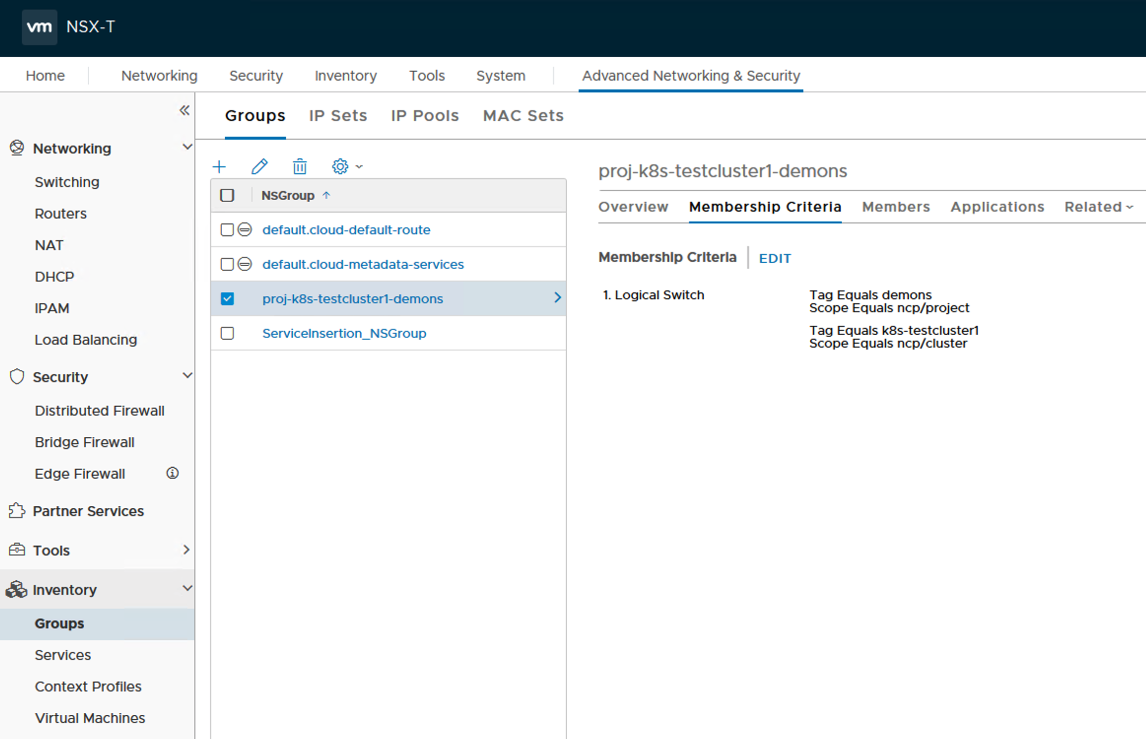 vm NSX-T
Home Networking Security Inventory Tools System Advanced Networking & Security
Groups IP Sets IP Pools MAC Sets
Networking
Switching
Routers
NAT
DHCP
IPAM
Load Balancing
Security
Distributed Firewall
Bridge Firewall
Edge Firewall
Partner Services
Tools
Inventory
Groups
Services
Context Profiles
Virtual Machines
NSGroup
default.cloud-default-route
default.cloud-metadata-services
proj-k8s-testcluster1-demons
ServiceInsertion_NSGroup
proj-k8s-testcluster1-demons
Overview Membership Criteria Members Applications Related
Membership Criteria EDIT
1. Logical Switch Tag Equals demons
Scope Equals ncp/project
Tag Equals k8s-testcluster1
Scope Equals ncp/cluster